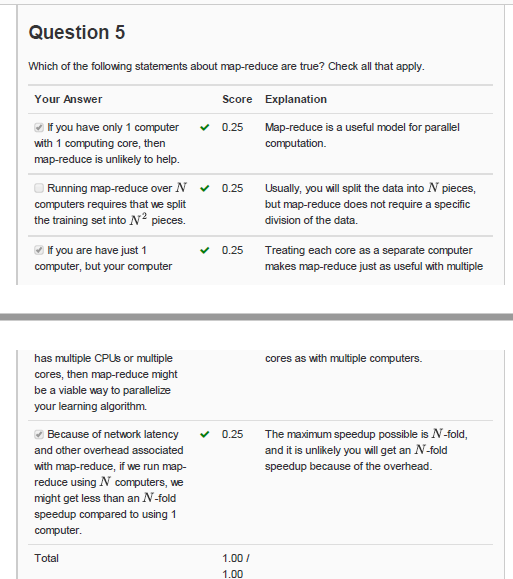 Question 5
Which of the following statements about map-reduce are true? Check all that apply.
Your Answer Score Explanation
If you have only 1 computer 0.25 Map-reduce is a useful model for parallel
with 1 computing core, then computation.
map-reduce is unlikely to help.
Running map-reduce over N 0.25 Usually, you will split the data into N pieces,
computers requires that we split but map-reduce does not require a specific
the training set into N² pieces. division of the data.
If you are have just 1 0.25 Treating each core as a separate computer
computer, but your computer makes map-reduce just as useful with multiple
has multiple CPUs or multiple cores as with multiple computers.
cores, then map-reduce might
be a viable way to parallelize
your learning algorithm.
Because of network latency 0.25 The maximum speedup possible is N-fold,
and other overhead associated and it is unlikely you will get an N-fold
with map-reduce, if we run map- speedup because of the overhead.
reduce using N computers, we
might get less than an N-fold
speedup compared to using 1
computer.
Total 1.00 /
1.00